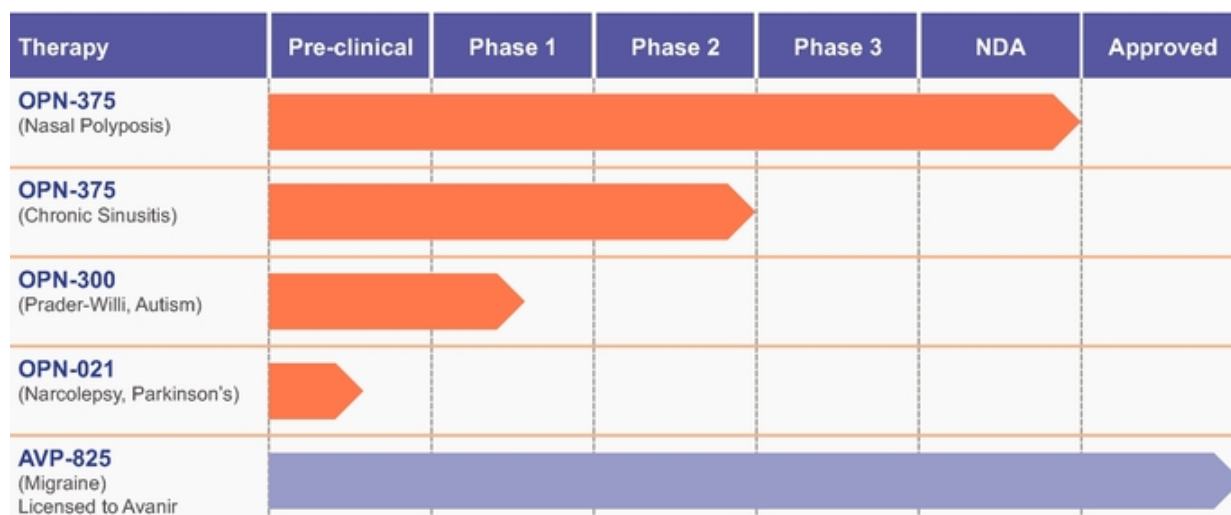 Therapy Pre-clinical Phase 1 Phase 2 Phase 3 NDA Approved
OPN-375
(Nasal Polyposis)
OPN-375
(Chronic Sinusitis)
OPN-300
(Prader-Willi, Autism)
OPN-021
(Narcolepsy, Parkinson's)
AVP-825
(Migraine)
Licensed to Avanir